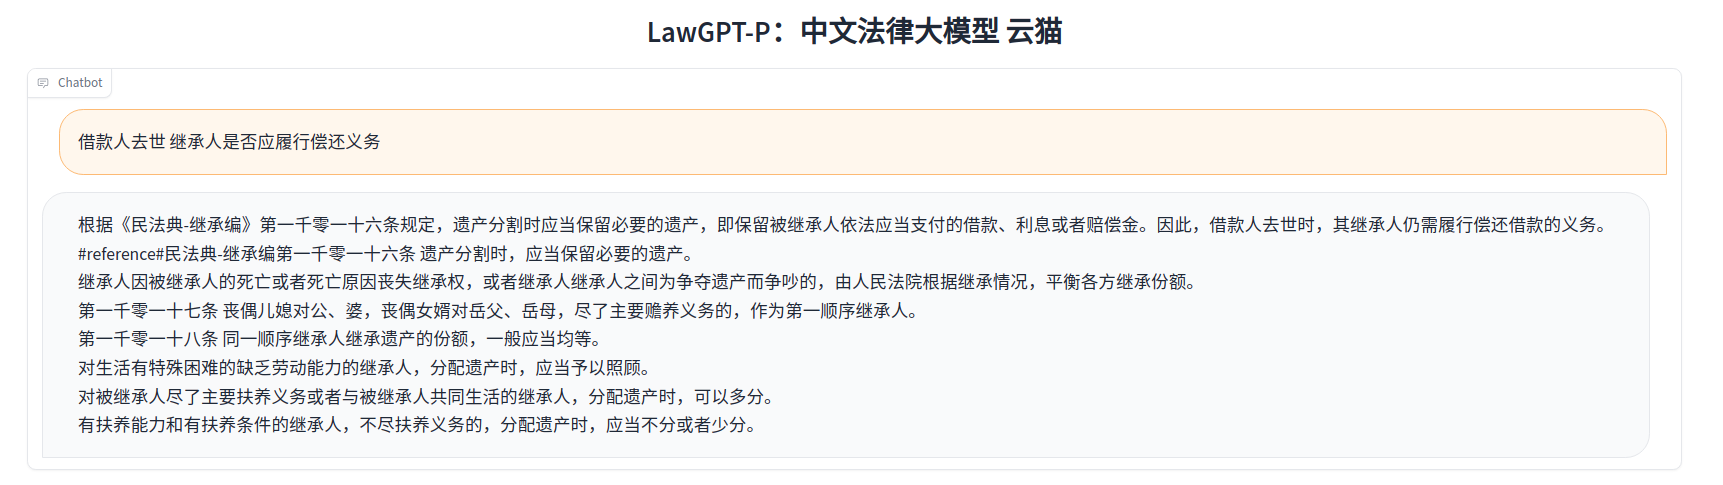 LawGPT-P：中文法律大模型 云猫
Chatbot
借款人去世 继承人是否应履行偿还义务
根据《民法典-继承编》第一千零一十六条规定，遗产分割时应当保留必要的遗产，即保留被继承人依法应当支付的借款、利息或者赔偿金。因此，借款人去世时，其继承人仍需履行偿还借款的义务。
#reference#民法典-继承编第一千零一十六条 遗产分割时，应当保留必要的遗产。
继承人因被继承人的死亡或者死亡原因丧失继承权，或者继承人继承人之间为争夺遗产而争吵的，由人民法院根据继承情况，平衡各方继承份额。
第一千零一十七条 丧偶儿媳对公、婆，丧偶女婿对岳父、岳母，尽了主要赡养义务的，作为第一顺序继承人。
第一千零一十八条 同一顺序继承人继承遗产的份额，一般应当均等。
对生活有特殊困难的缺乏劳动能力的继承人，分配遗产时，应当予以照顾。
对被继承人尽了主要扶养义务或者与被继承人共同生活的继承人，分配遗产时，可以多分。
有扶养能力和有扶养条件的继承人，不尽扶养义务的，分配遗产时，应当不分或者少分。